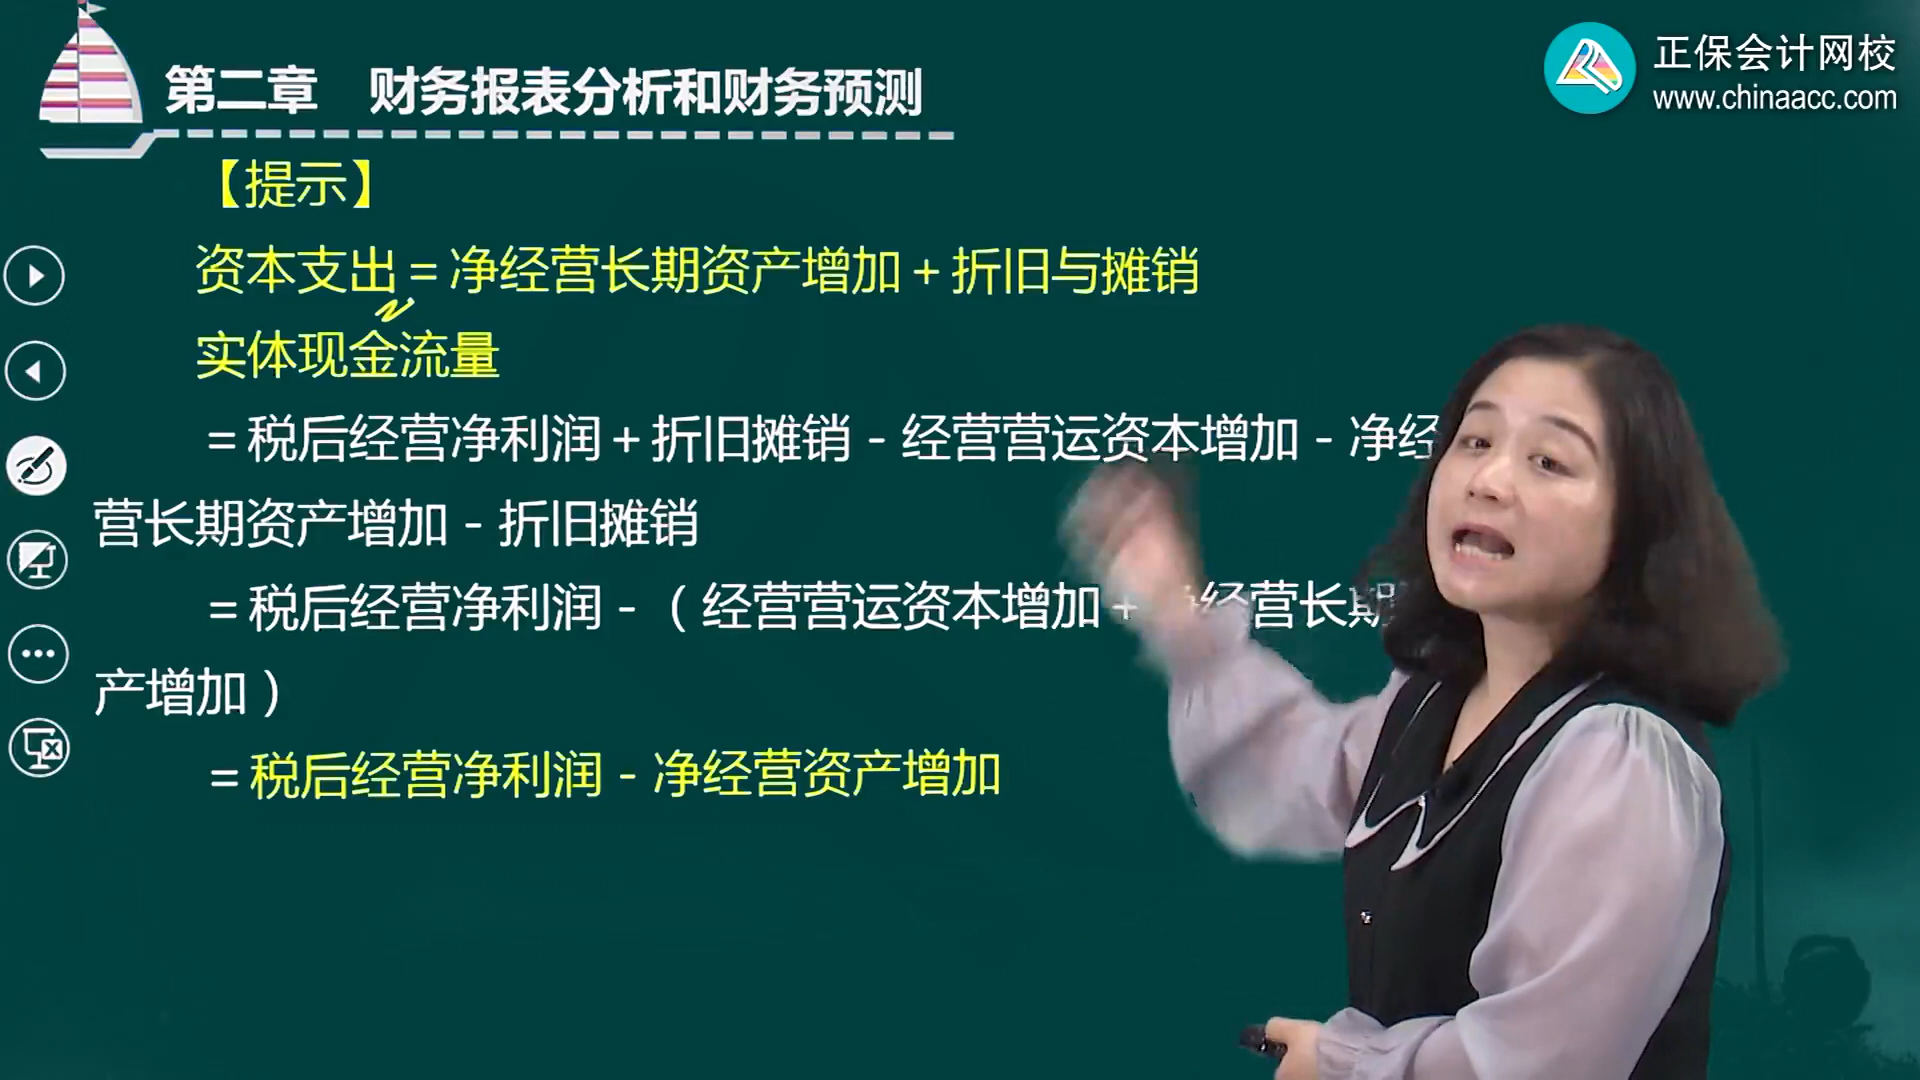 第二章 财务报表分析和财务预测
正保会计网校
www.chinaacc.com
【提示】
资本支出=净经营长期资产增加+折旧与摊销
实体现金流量
=税后经营净利润+折旧摊销-经营营运资本增加-净经
营长期资产增加-折旧摊销
=税后经营净利润-（经营营运资本增加+ 经营长期
产增加）
=税后经营净利润-净经营资产增加